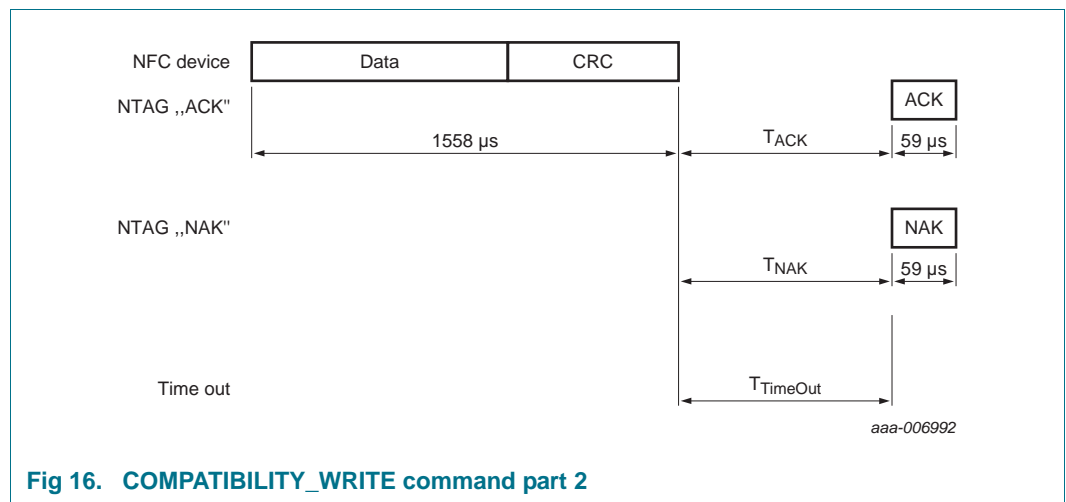 NFC device Data CRC
NTAG ,,ACK" ACK
1558 µs TACK 59 µs
NTAG ,,NAK" NAK
TNAK 59 µs
Time out TTimeOut
aaa-006992
Fig 16. COMPATIBILITY_WRITE command part 2